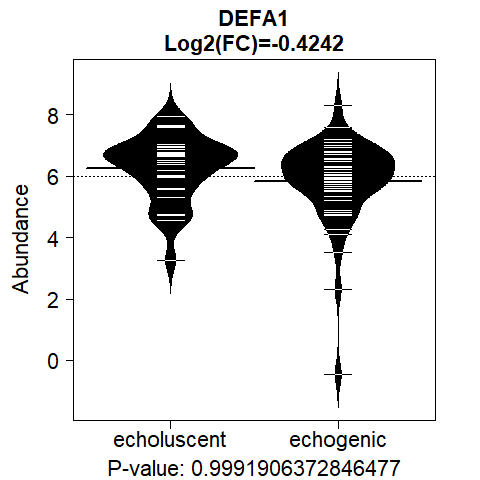 DEFA1
Log2(FC)=-0.4242
Abundance
8
6
4
2
0
echoluscent echogenic
P-value: 0.9991906372846477